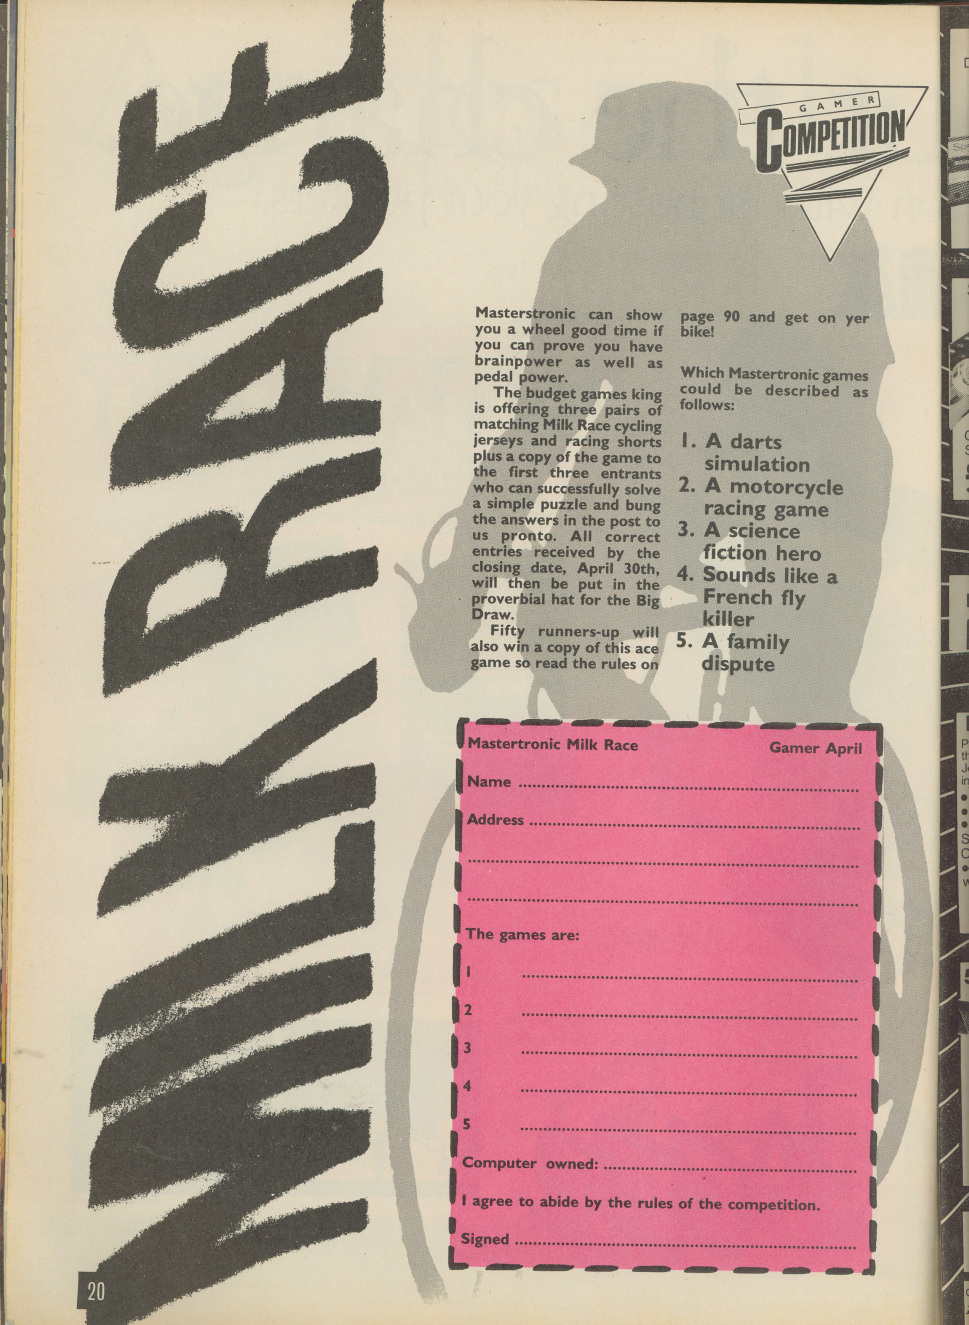 MILK RACE
GAMER
COMPETITION
Masterstronic can show
you a wheel good time if
you can prove you have
brainpower as well as
pedal power.
The budget games king
is offering three pairs of
matching Milk Race cycling
jerseys and racing shorts
plus a copy of the game to
the first three entrants
who can successfully solve
a simple puzzle and bung
the answers in the post to
us pronto. All correct
entries received by the
closing date, April 30th,
will then be put in the
proverbial hat for the Big
Draw.
Fifty runners-up will
also win a copy of this ace
game so read the rules on
page 90 and get on yer
bike!
Which Mastertronic games
could be described as
follows:
1. A darts
simulation
2. A motorcycle
racing game
3. A science
fiction hero
4. Sounds like a
French fly
killer
5. A family
dispute
Mastertronic Milk Race Gamer April
Name
Address
The games are:
1
2
3
4
5
Computer owned:
I agree to abide by the rules of the competition.
Signed
20